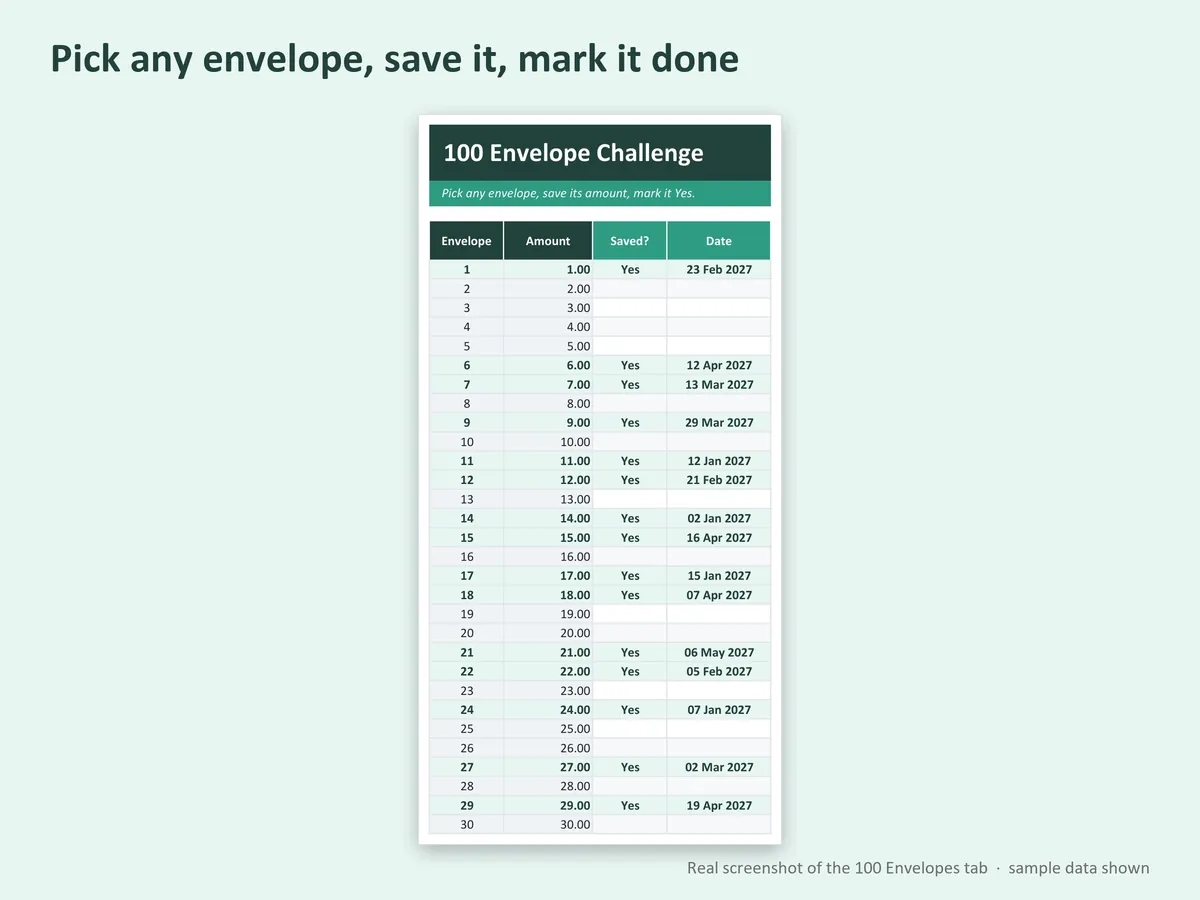 Pick any envelope, save it, mark it done
100 Envelope Challenge
Pick any envelope, save its amount, mark it Yes.
Envelope Amount Saved? Date
1 1.00 Yes 23 Feb 2027
2 2.00
3 3.00
4 4.00
5 5.00
6 6.00 Yes 12 Apr 2027
7 7.00 Yes 13 Mar 2027
8 8.00
9 9.00 Yes 29 Mar 2027
10 10.00
11 11.00 Yes 12 Jan 2027
12 12.00 Yes 21 Feb 2027
13 13.00
14 14.00 Yes 02 Jan 2027
15 15.00 Yes 16 Apr 2027
16 16.00
17 17.00 Yes 15 Jan 2027
18 18.00 Yes 07 Apr 2027
19 19.00
20 20.00
21 21.00 Yes 06 May 2027
22 22.00 Yes 05 Feb 2027
23 23.00
24 24.00 Yes 07 Jan 2027
25 25.00
26 26.00
27 27.00 Yes 02 Mar 2027
28 28.00
29 29.00 Yes 19 Apr 2027
30 30.00
Real screenshot of the 100 Envelopes tab · sample data shown